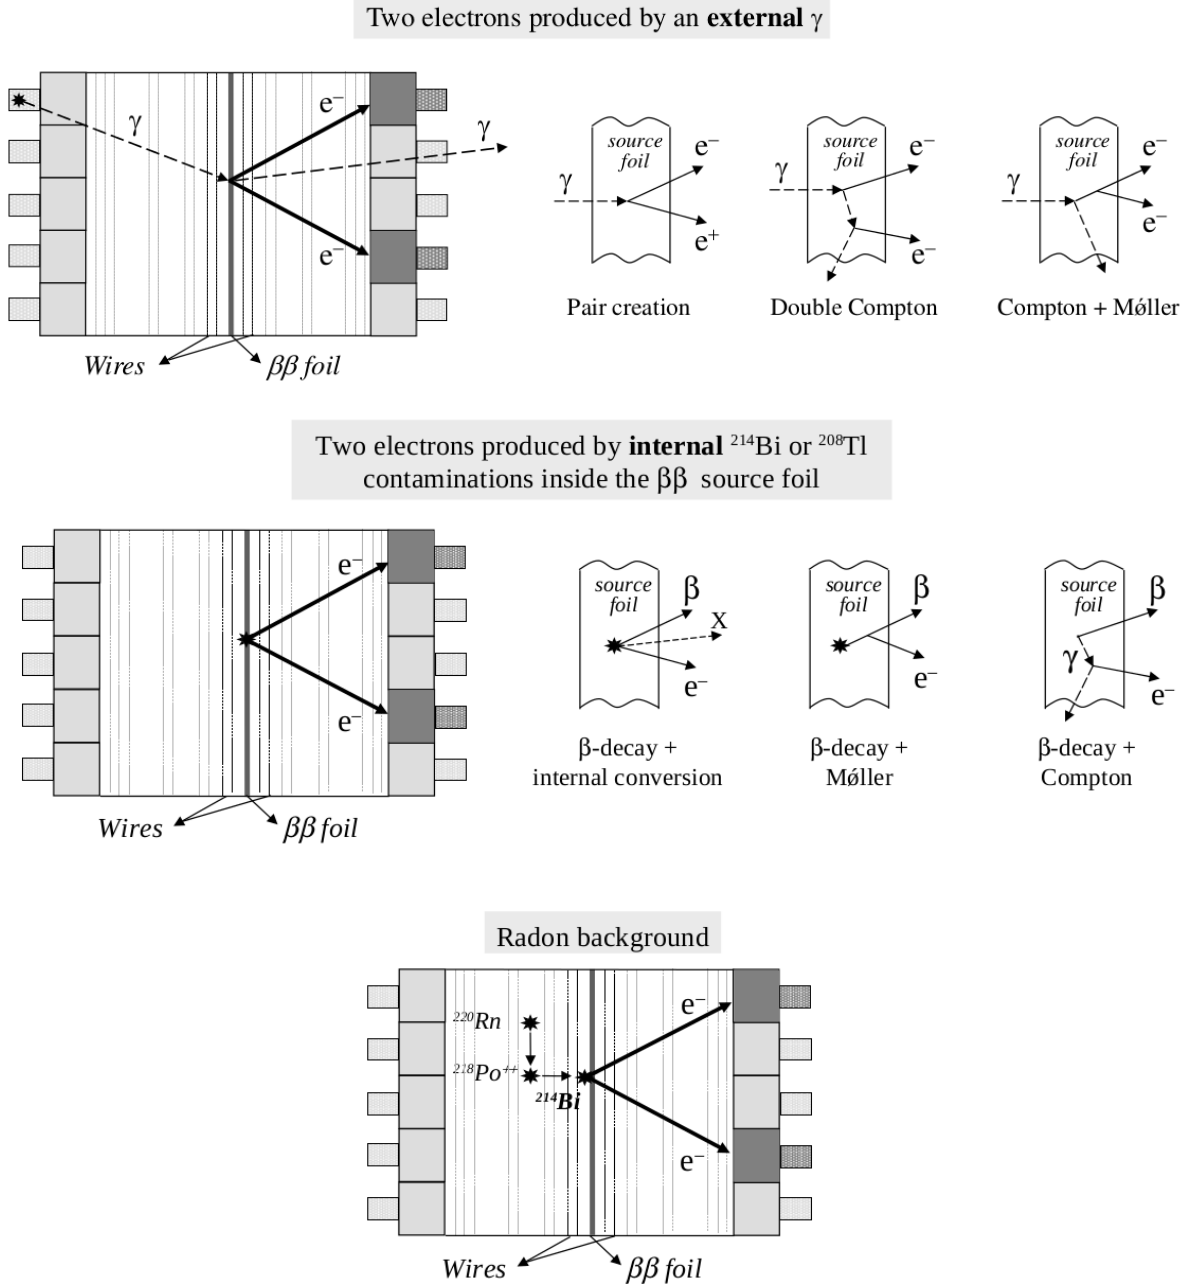 Two electrons produced by an external γ
e⁻
γ
γ
e⁻
Wires
ββ foil
source
foil
γ
e⁻
e⁺
Pair creation
source
foil
γ
e⁻
e⁻
Double Compton
source
foil
γ
e⁻
e⁻
Compton + Møller
Two electrons produced by internal ²¹⁴Bi or ²⁰⁸Tl
contaminations inside the ββ source foil
e⁻
e⁻
Wires
ββ foil
source
foil
β
X
e⁻
β-decay +
internal conversion
source
foil
β
e⁻
β-decay +
Møller
source
foil
β
γ
e⁻
β-decay +
Compton
Radon background
²²⁰Rn
²¹⁸Po⁺⁺
²¹⁴Bi
e⁻
e⁻
Wires
ββ foil